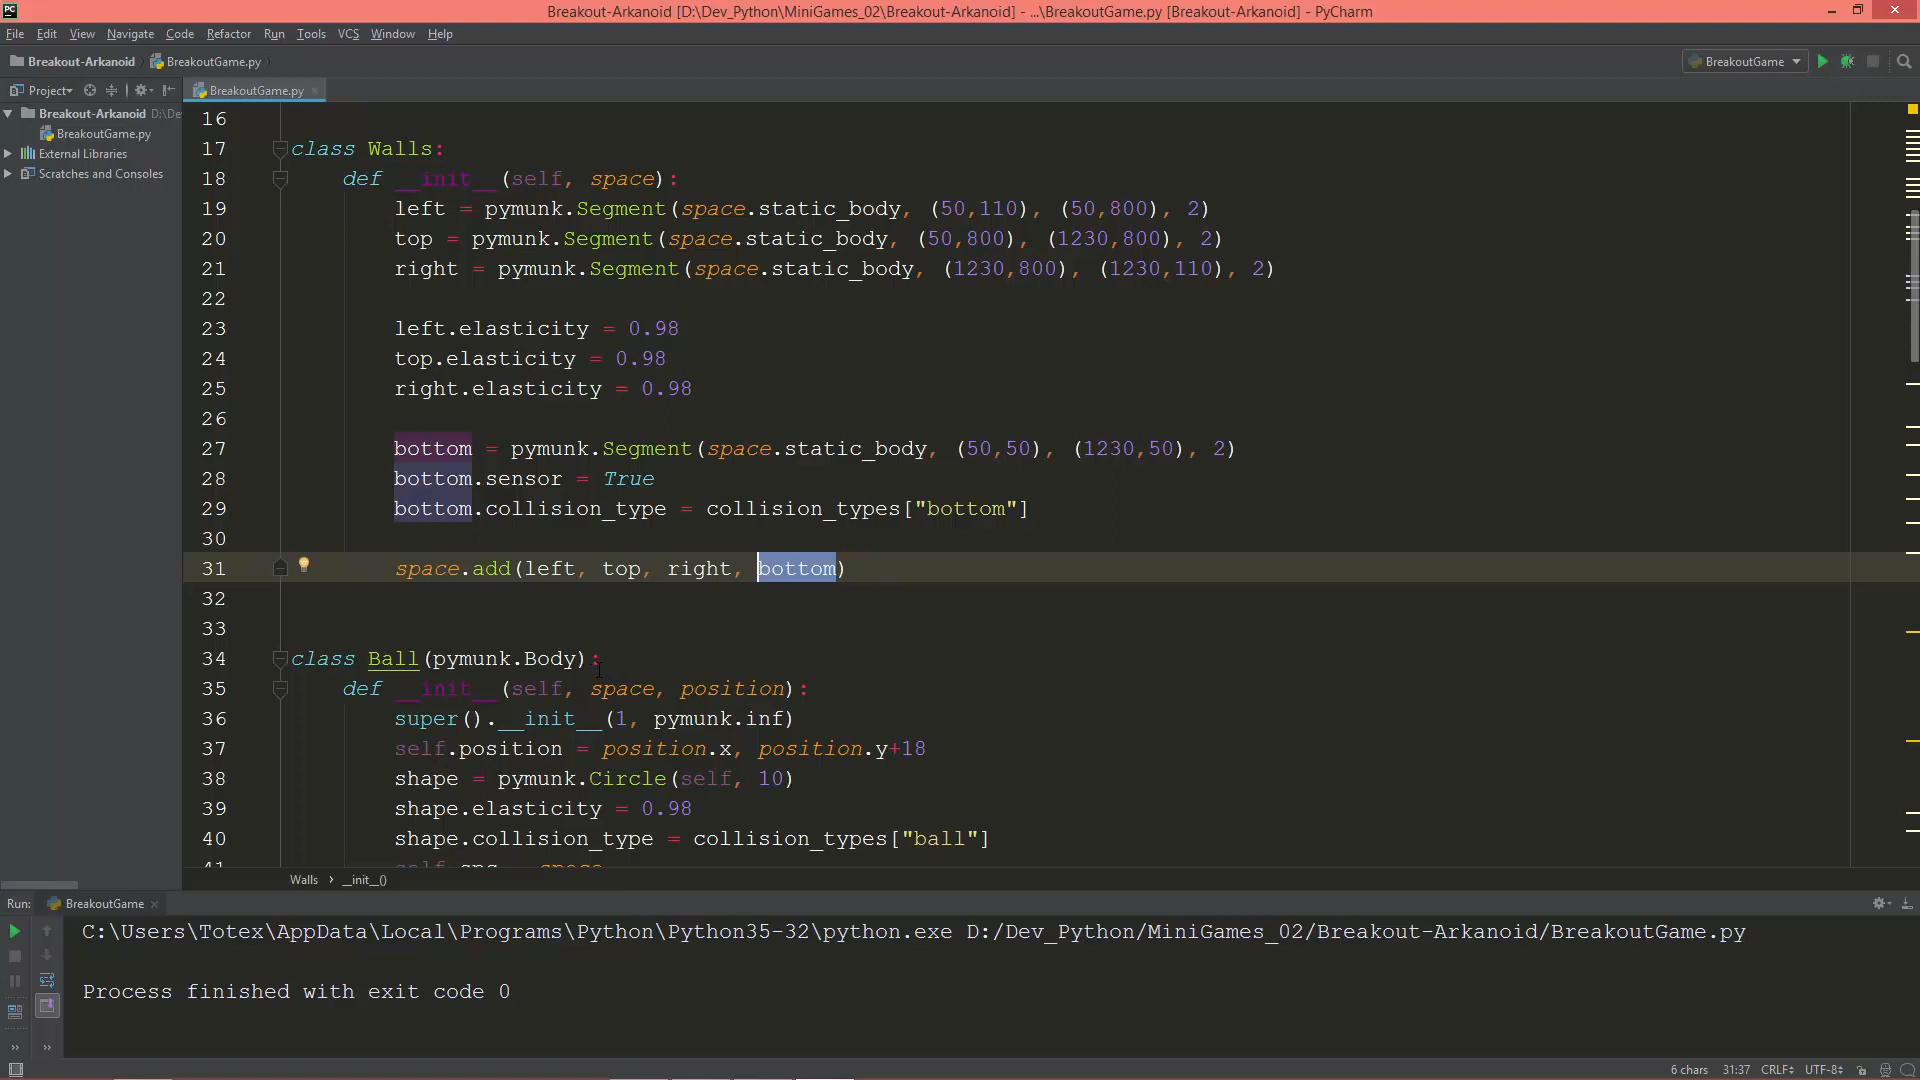 Breakout-Arkanoid [D:\Dev_Python\MiniGames_02\Breakout-Arkanoid] - ...\BreakoutGame.py [Breakout-Arkanoid] - PyCharm
File Edit View Navigate Code Refactor Run Tools VCS Window Help
Breakout-Arkanoid BreakoutGame.py BreakoutGame
Project BreakoutGame.py
Breakout-Arkanoid D:\De
BreakoutGame.py
External Libraries
Scratches and Consoles
16
17 class Walls:
18 def __init__(self, space):
19 left = pymunk.Segment(space.static_body, (50,110), (50,800), 2)
20 top = pymunk.Segment(space.static_body, (50,800), (1230,800), 2)
21 right = pymunk.Segment(space.static_body, (1230,800), (1230,110), 2)
22
23 left.elasticity = 0.98
24 top.elasticity = 0.98
25 right.elasticity = 0.98
26
27 bottom = pymunk.Segment(space.static_body, (50,50), (1230,50), 2)
28 bottom.sensor = True
29 bottom.collision_type = collision_types["bottom"]
30
31 space.add(left, top, right, bottom)
32
33
34 class Ball(pymunk.Body):
35 def __init__(self, space, position):
36 super().__init__(1, pymunk.inf)
37 self.position = position.x, position.y+18
38 shape = pymunk.Circle(self, 10)
39 shape.elasticity = 0.98
40 shape.collision_type = collision_types["ball"]
41 self.sps = space
Walls › __init__()
Run: BreakoutGame
C:\Users\Totex\AppData\Local\Programs\Python\Python35-32\python.exe D:/Dev_Python/MiniGames_02/Breakout-Arkanoid/BreakoutGame.py
Process finished with exit code 0
6 chars 31:37 CRLF UTF-8